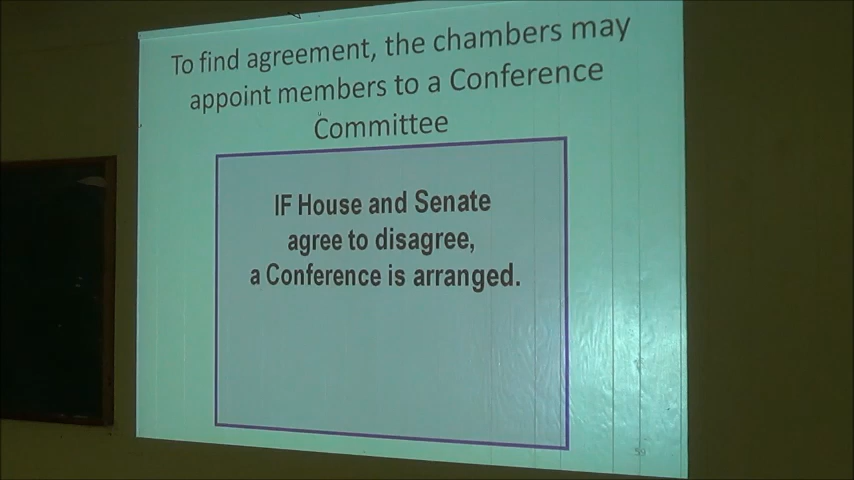 To find agreement, the chambers may
appoint members to a Conference
Committee
IF House and Senate
agree to disagree,
a Conference is arranged.